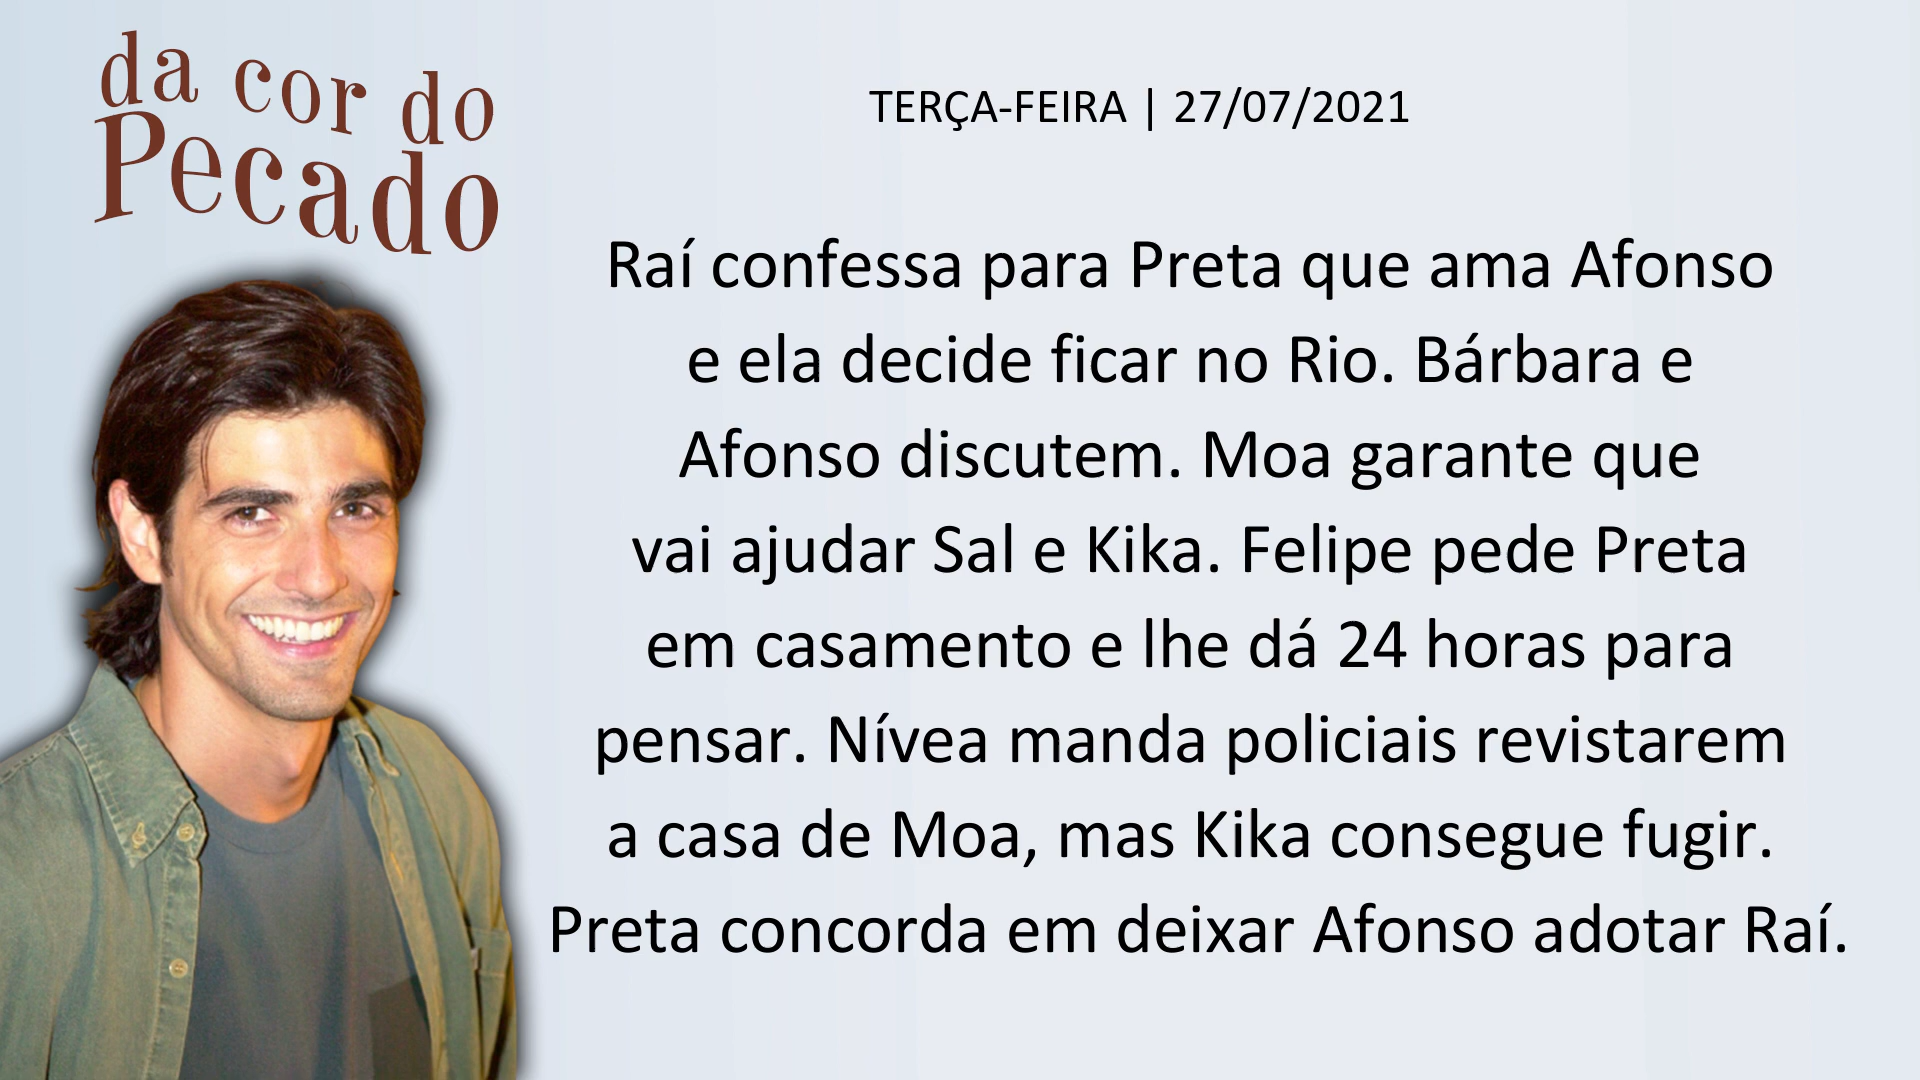 da cor do
Pecado
TERÇA-FEIRA | 27/07/2021
Raí confessa para Preta que ama Afonso
e ela decide ficar no Rio. Bárbara e
Afonso discutem. Moa garante que
vai ajudar Sal e Kika. Felipe pede Preta
em casamento e lhe dá 24 horas para
pensar. Nívea manda policiais revistarem
a casa de Moa, mas Kika consegue fugir.
Preta concorda em deixar Afonso adotar Raí.